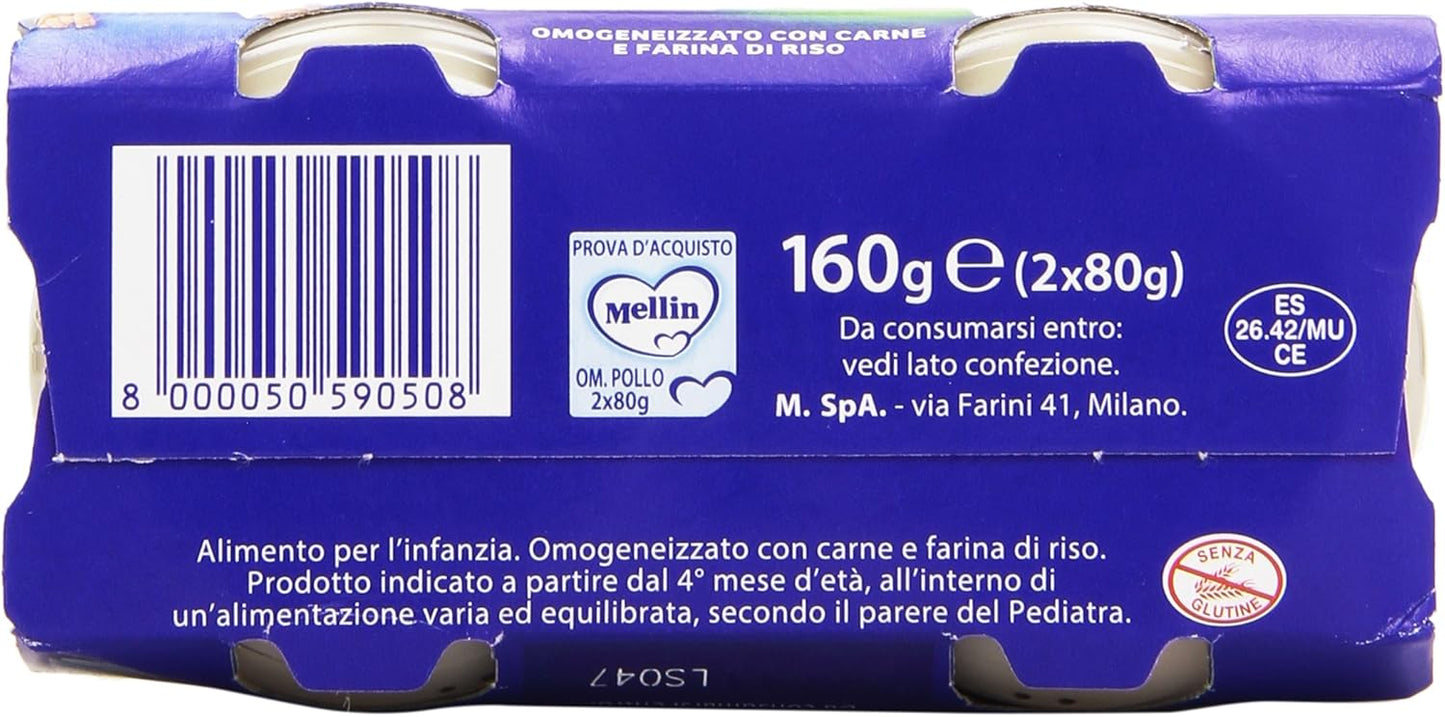 OMOGENEIZZATO CON CARNE
E FARINA DI RISO
8 000050 590508
PROVA D'ACQUISTO
Mellin
OM. POLLO
2x80g
160g ℮ (2x80g)
Da consumarsi entro:
vedi lato confezione.
M. SpA. - via Farini 41, Milano.
ES
26.42/MU
CE
Alimento per l'infanzia. Omogeneizzato con carne e farina di riso.
Prodotto indicato a partire dal 4° mese d'età, all'interno di
un'alimentazione varia ed equilibrata, secondo il parere del Pediatra.
SENZA
GLUTINE
LS047